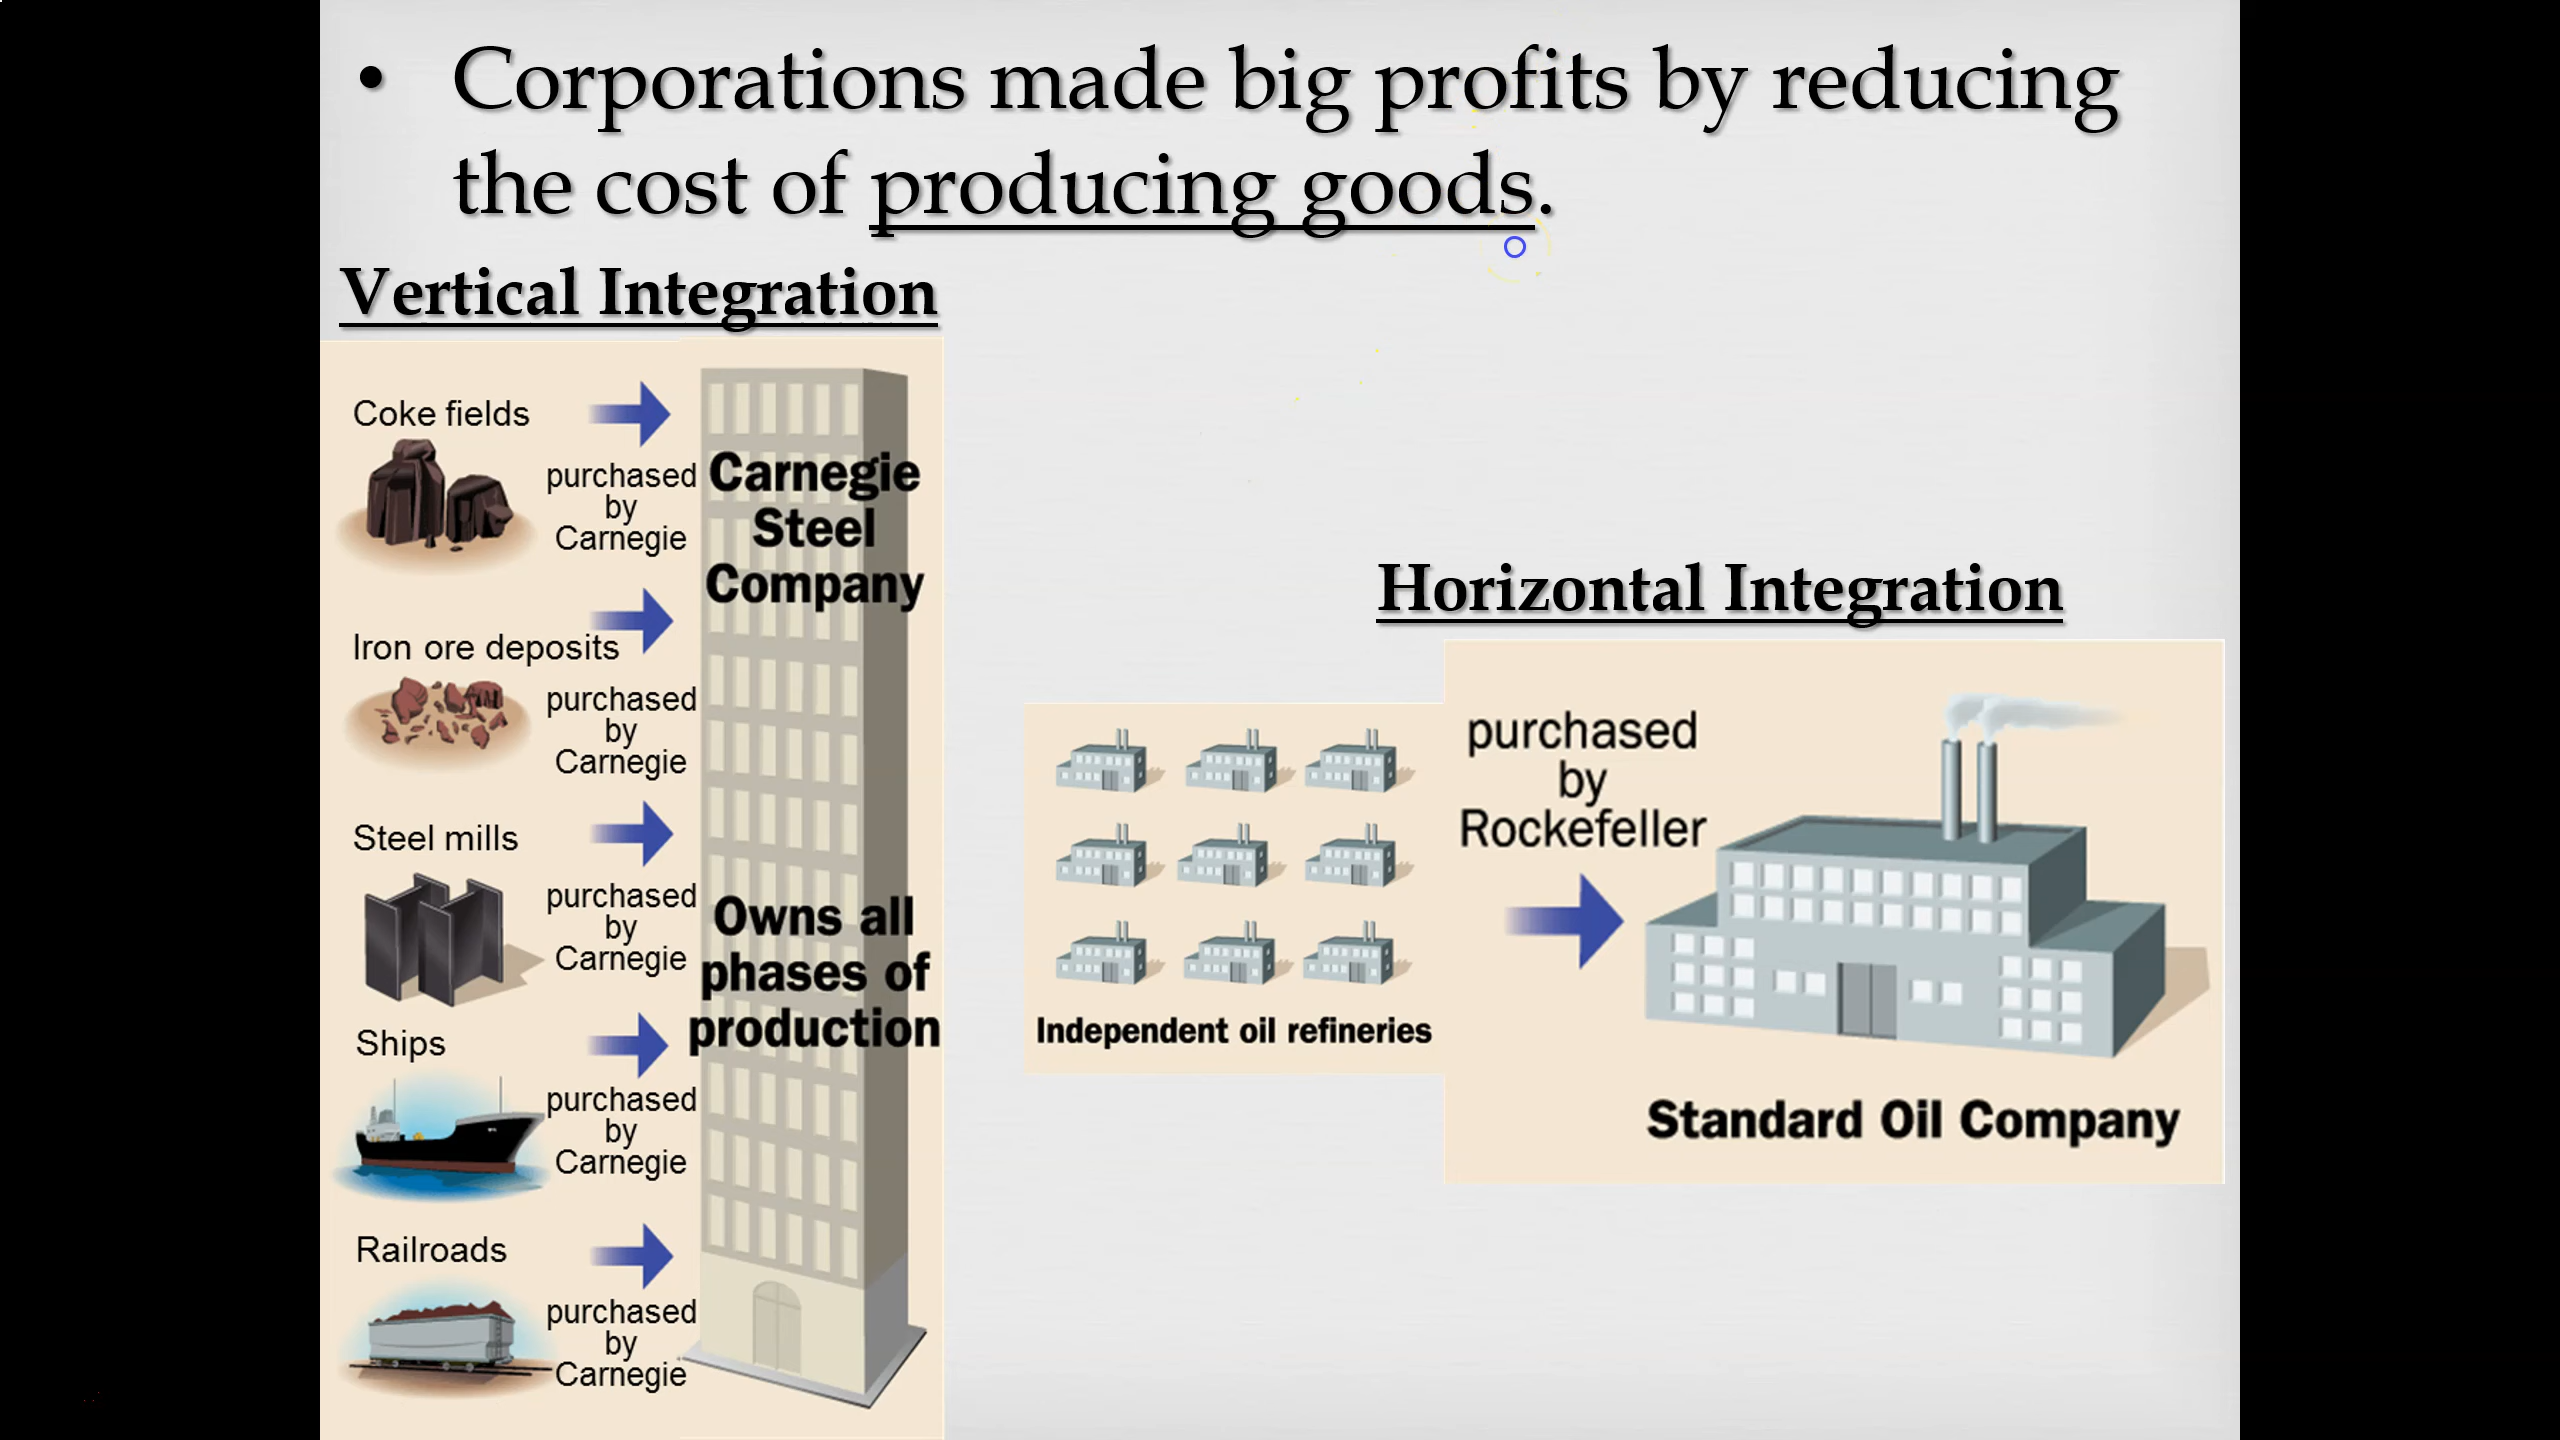 • Corporations made big profits by reducing
the cost of producing goods.
Vertical Integration
Coke fields
purchased
by
Carnegie
Iron ore deposits
purchased
by
Carnegie
Steel mills
purchased
by
Carnegie
Ships
purchased
by
Carnegie
Railroads
purchased
by
Carnegie
Carnegie
Steel
Company
Owns all
phases of
production
Horizontal Integration
Independent oil refineries
purchased
by
Rockefeller
Standard Oil Company